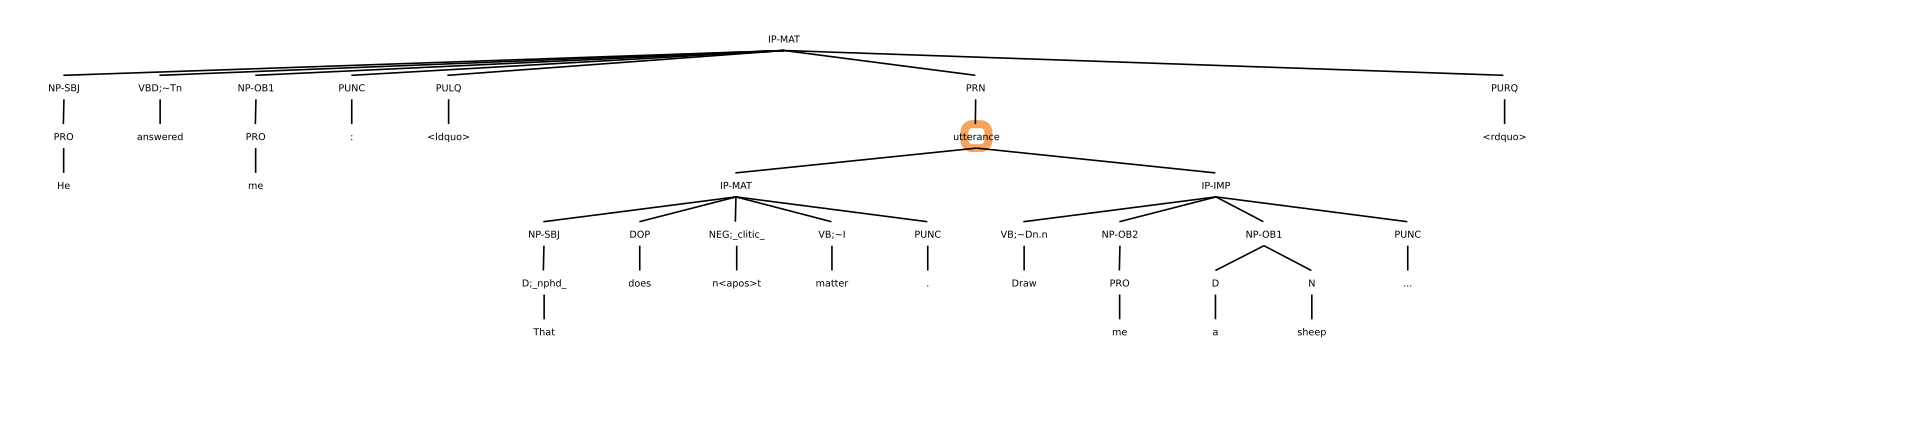 IP-MAT
NP-SBJ VBD;~Tn NP-OB1 PUNC PULQ PRN PURQ
PRO answered PRO : <ldquo> utterance <rdquo>
He me IP-MAT IP-IMP
NP-SBJ DOP NEG;_clitic_ VB;~I PUNC VB;~Dn.n NP-OB2 NP-OB1 PUNC
D;_nphd_ does n<apos>t matter . Draw PRO D N ...
That me a sheep